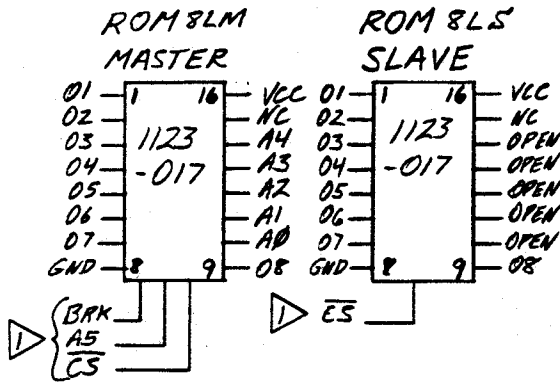 ROM 8LM
MASTER
O1 1 16 VCC
O2 NC
O3 1123 A4
O4 -017 A3
O5 A2
O6 A1
O7 AØ
GND 8 9 O8
1 BRK
A5
C̅S̅
ROM 8LS
SLAVE
O1 1 16 VCC
O2 NC
O3 1123 OPEN
O4 -017 OPEN
O5 OPEN
O6 OPEN
O7 OPEN
GND 8 9 O8
1 C̅S̅